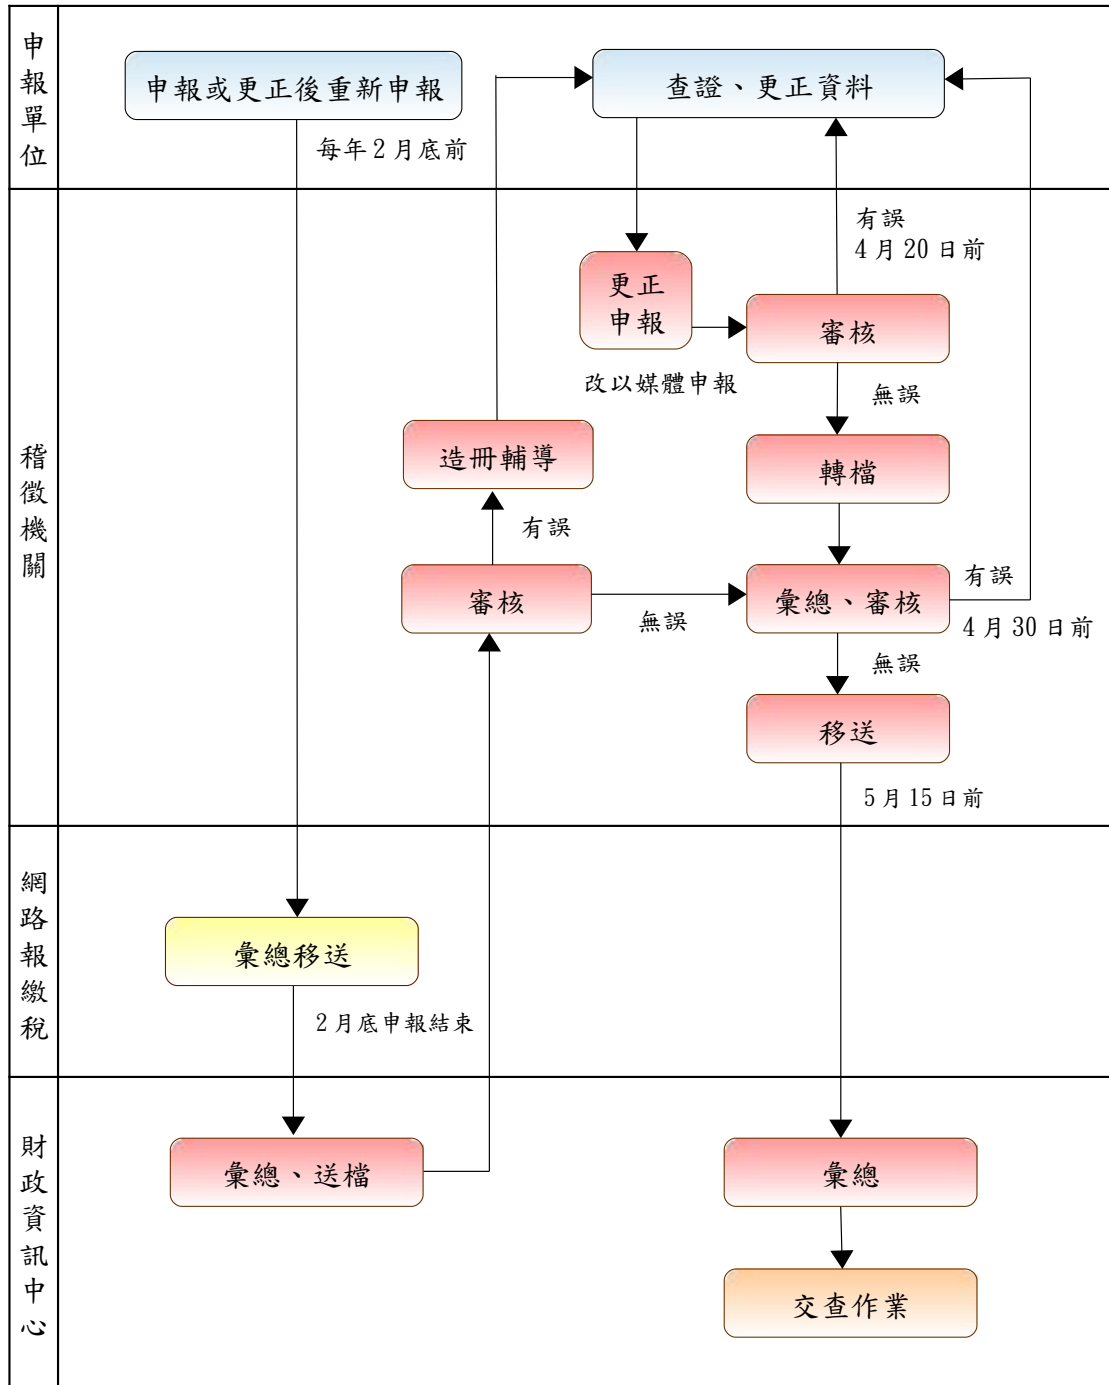 申報單位
申報或更正後重新申報
查證、更正資料
每年2月底前
稽徵機關
有誤
4月20日前
更正
申報
審核
改以媒體申報
無誤
造冊輔導
轉檔
有誤
審核
無誤
彙總、審核
有誤
4月30日前
無誤
移送
5月15日前
網路報繳稅
彙總移送
2月底申報結束
財政資訊中心
彙總、送檔
彙總
交查作業